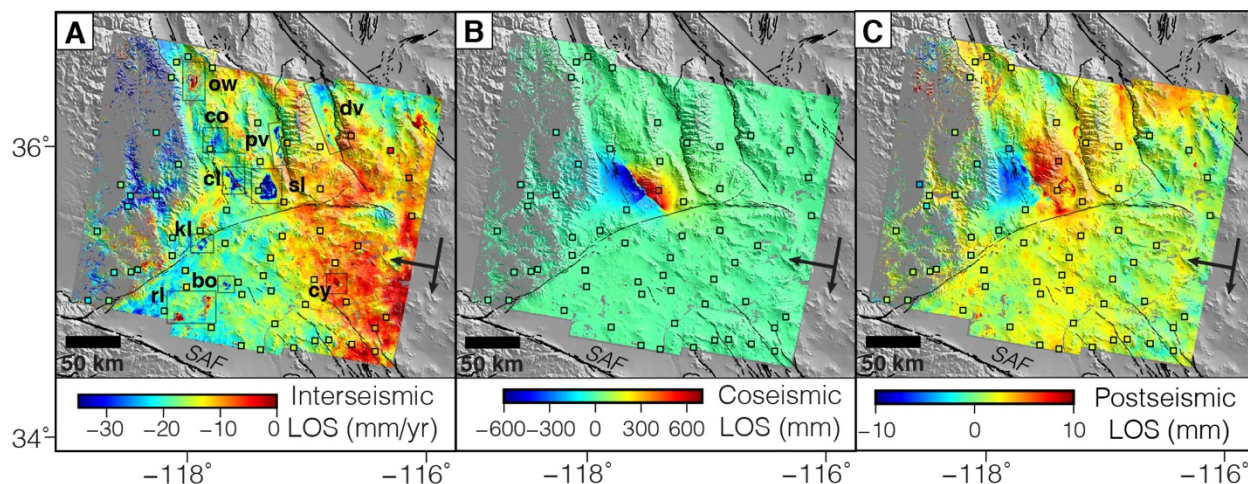 A
B
C
ow
dv
co
pv
cl
sl
kl
bo
cy
rl
50 km
SAF
50 km
SAF
50 km
SAF
36°
34°
Interseismic
LOS (mm/yr)
−30
−20
−10
0
Coseismic
LOS (mm)
−600
−300
0
300
600
Postseismic
LOS (mm)
−10
0
10
−118°
−116°
−118°
−116°
−118°
−116°